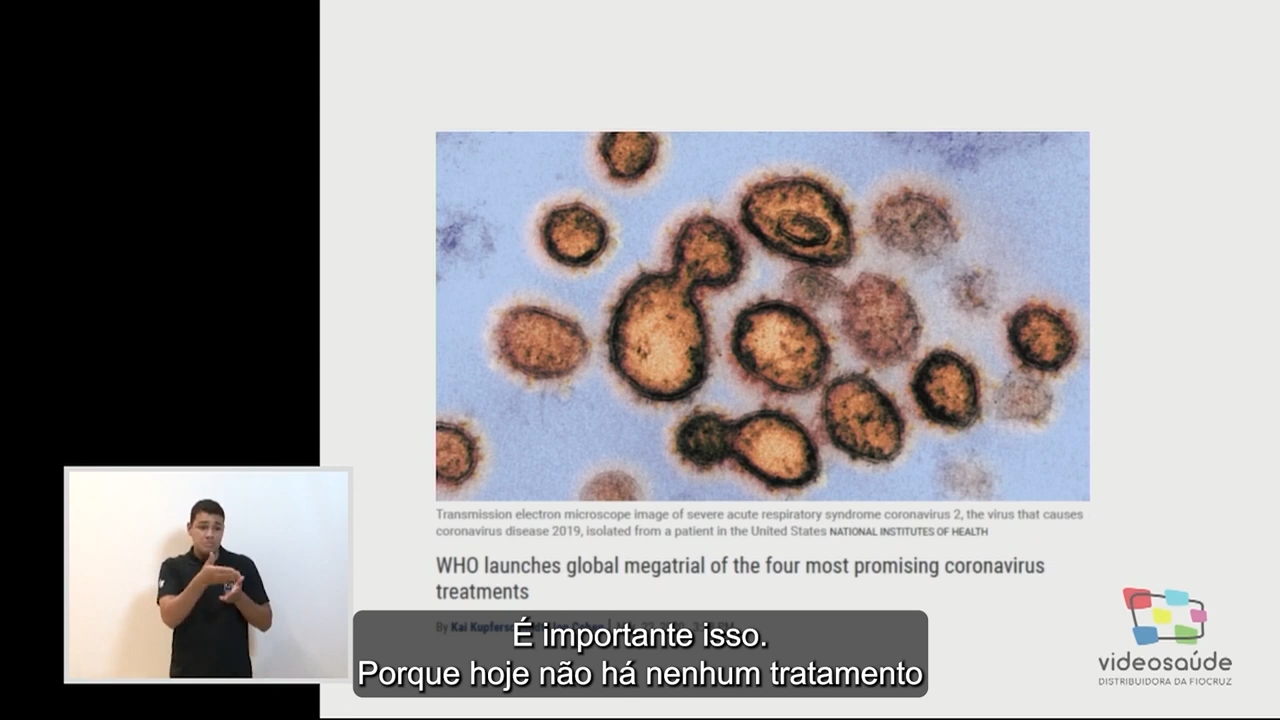 Transmission electron microscope image of severe acute respiratory syndrome coronavirus 2, the virus that causes
coronavirus disease 2019, isolated from a patient in the United States NATIONAL INSTITUTES OF HEALTH
WHO launches global megatrial of the four most promising coronavirus
treatments
By Kai
É importante isso.
Porque hoje não há nenhum tratamento
videosaúde
DISTRIBUIDORA DA FIOCRUZ